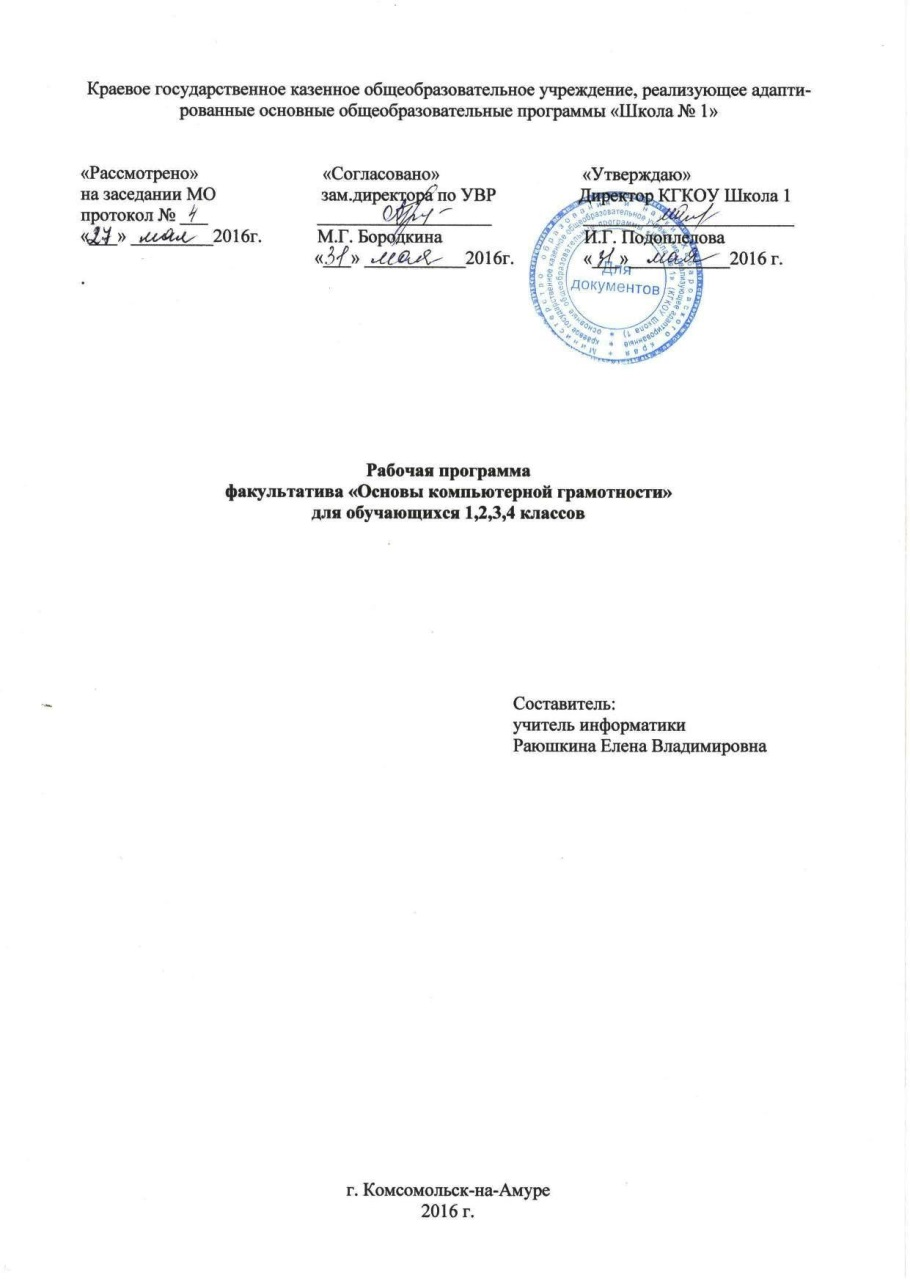 Краевое государственное казенное общеобразовательное учреждение, реализующее адапти-
рованные основные общеобразовательные программы «Школа № 1»
«Рассмотрено»
на заседании МО
протокол № 4
«27» мая 2016г.
«Согласовано»
зам.директора по УВР
М.Г. Бородкина
«31» мая 2016г.
«Утверждаю»
Директор КГКОУ Школа 1
И.Г. Подоплелова
« » мая 2016 г.
Для
документов
Рабочая программа
факультатива «Основы компьютерной грамотности»
для обучающихся 1,2,3,4 классов
Составитель:
учитель информатики
Раюшкина Елена Владимировна
г. Комсомольск-на-Амуре
2016 г.